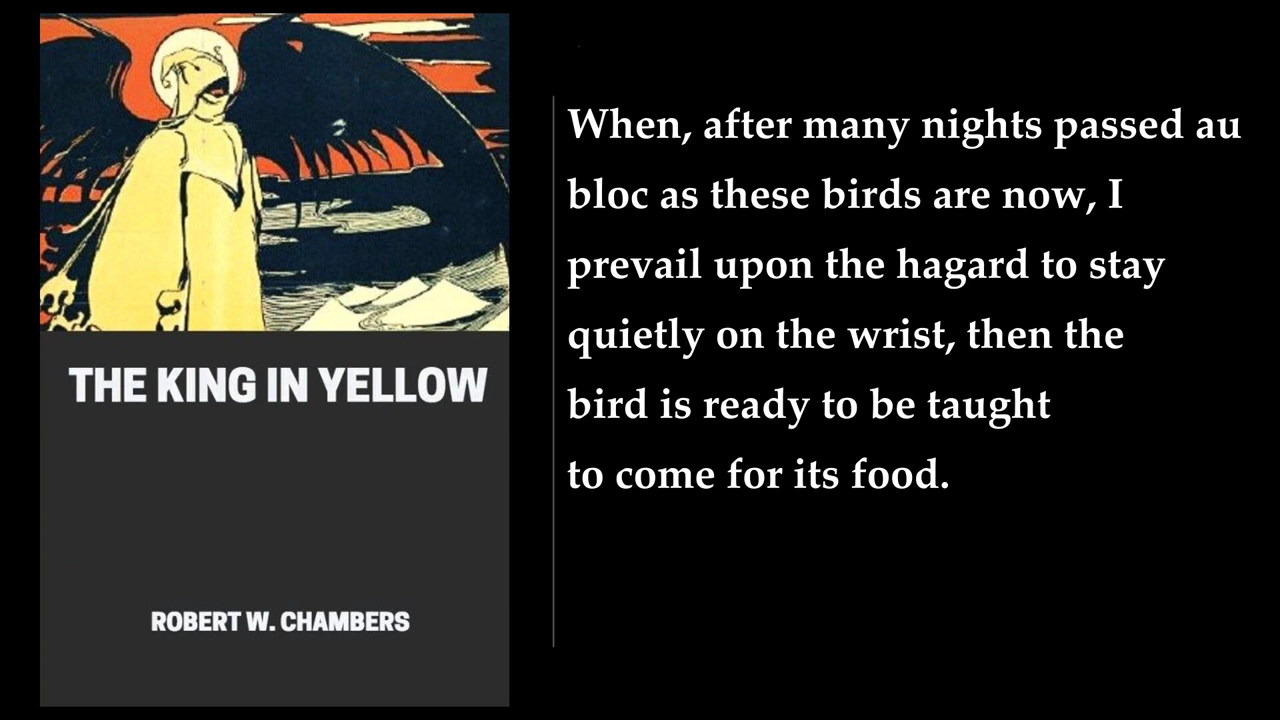 THE KING IN YELLOW
ROBERT W. CHAMBERS
When, after many nights passed au
bloc as these birds are now, I
prevail upon the hagard to stay
quietly on the wrist, then the
bird is ready to be taught
to come for its food.